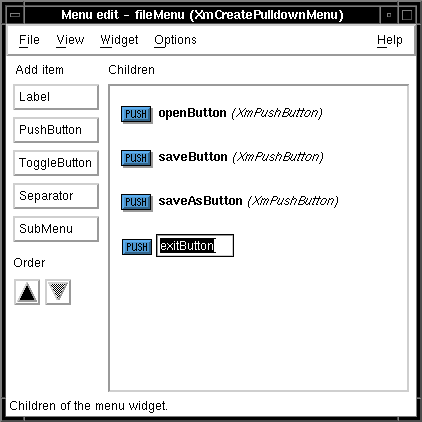 Menu edit - fileMenu (XmCreatePulldownMenu)
File View Widget Options Help
Add item
Children
Label
PushButton
ToggleButton
Separator
SubMenu
Order
PUSH openButton (XmPushButton)
PUSH saveButton (XmPushButton)
PUSH saveAsButton (XmPushButton)
PUSH exitButton
Children of the menu widget.